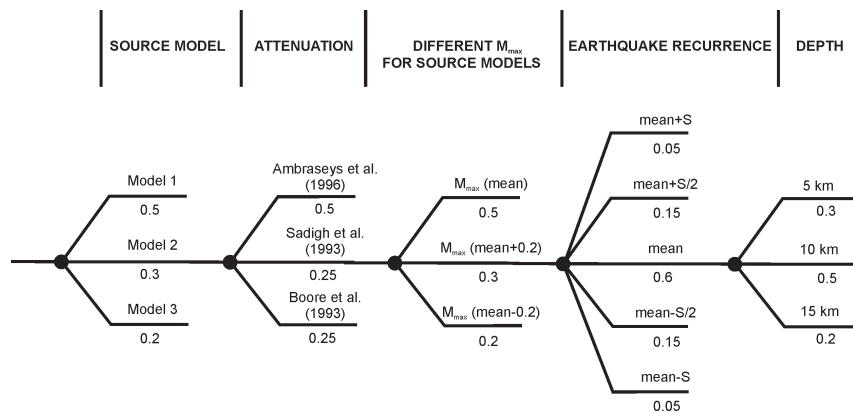 SOURCE MODEL
ATTENUATION
DIFFERENT Mmax
FOR SOURCE MODELS
EARTHQUAKE RECURRENCE
DEPTH
Model 1
0.5
Model 2
0.3
Model 3
0.2
Ambraseys et al.
(1996)
0.5
Sadigh et al.
(1993)
0.25
Boore et al.
(1993)
0.25
Mmax (mean)
0.5
Mmax (mean+0.2)
0.3
Mmax (mean-0.2)
0.2
mean+S
0.05
mean+S/2
0.15
mean
0.6
mean-S/2
0.15
mean-S
0.05
5 km
0.3
10 km
0.5
15 km
0.2